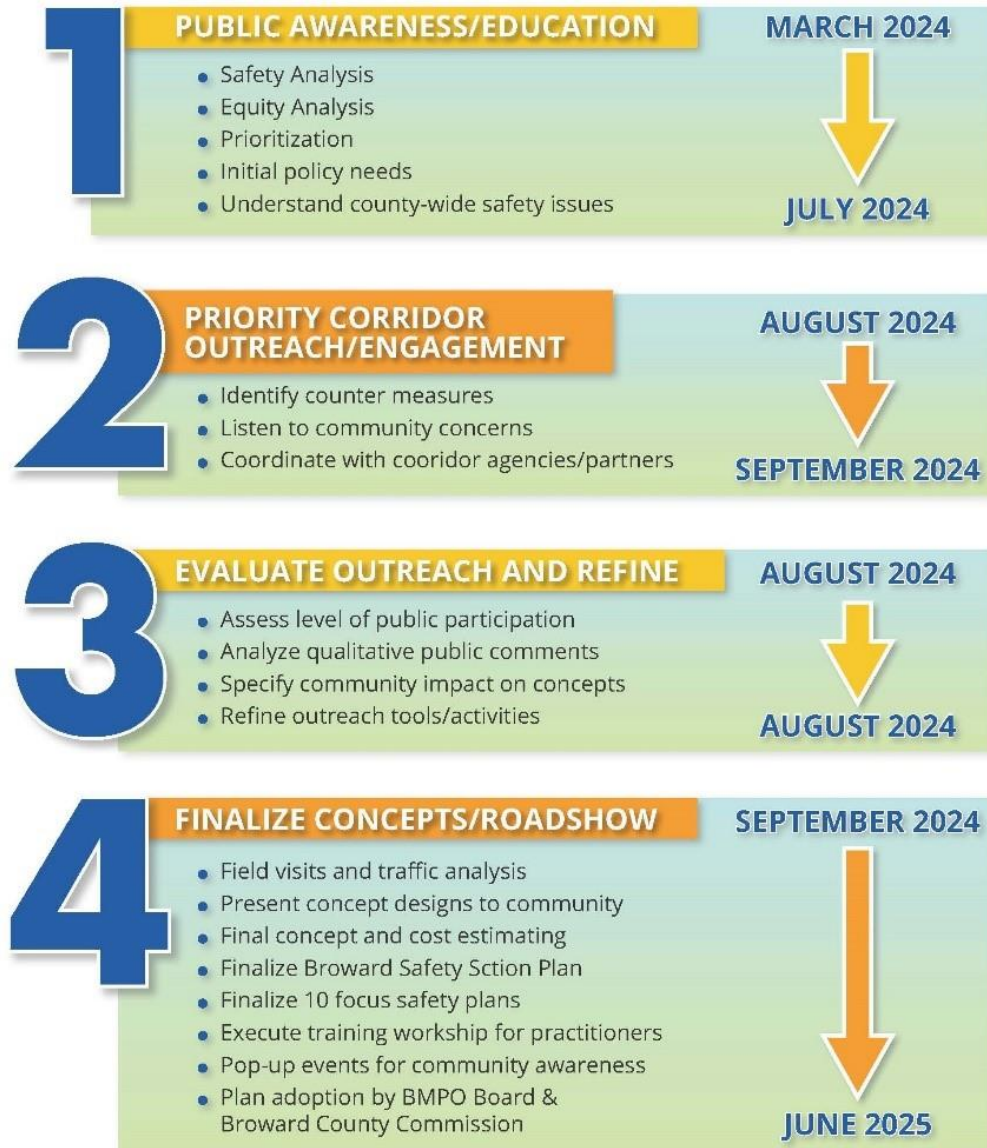 1
PUBLIC AWARENESS/EDUCATION
• Safety Analysis
• Equity Analysis
• Prioritization
• Initial policy needs
• Understand county-wide safety issues
MARCH 2024
JULY 2024
2
PRIORITY CORRIDOR
OUTREACH/ENGAGEMENT
• Identify counter measures
• Listen to community concerns
• Coordinate with cooridor agencies/partners
AUGUST 2024
SEPTEMBER 2024
3
EVALUATE OUTREACH AND REFINE
• Assess level of public participation
• Analyze qualitative public comments
• Specify community impact on concepts
• Refine outreach tools/activities
AUGUST 2024
AUGUST 2024
4
FINALIZE CONCEPTS/ROADSHOW
• Field visits and traffic analysis
• Present concept designs to community
• Final concept and cost estimating
• Finalize Broward Safety Sction Plan
• Finalize 10 focus safety plans
• Execute training workship for practitioners
• Pop-up events for community awareness
• Plan adoption by BMPO Board &
Broward County Commission
SEPTEMBER 2024
JUNE 2025